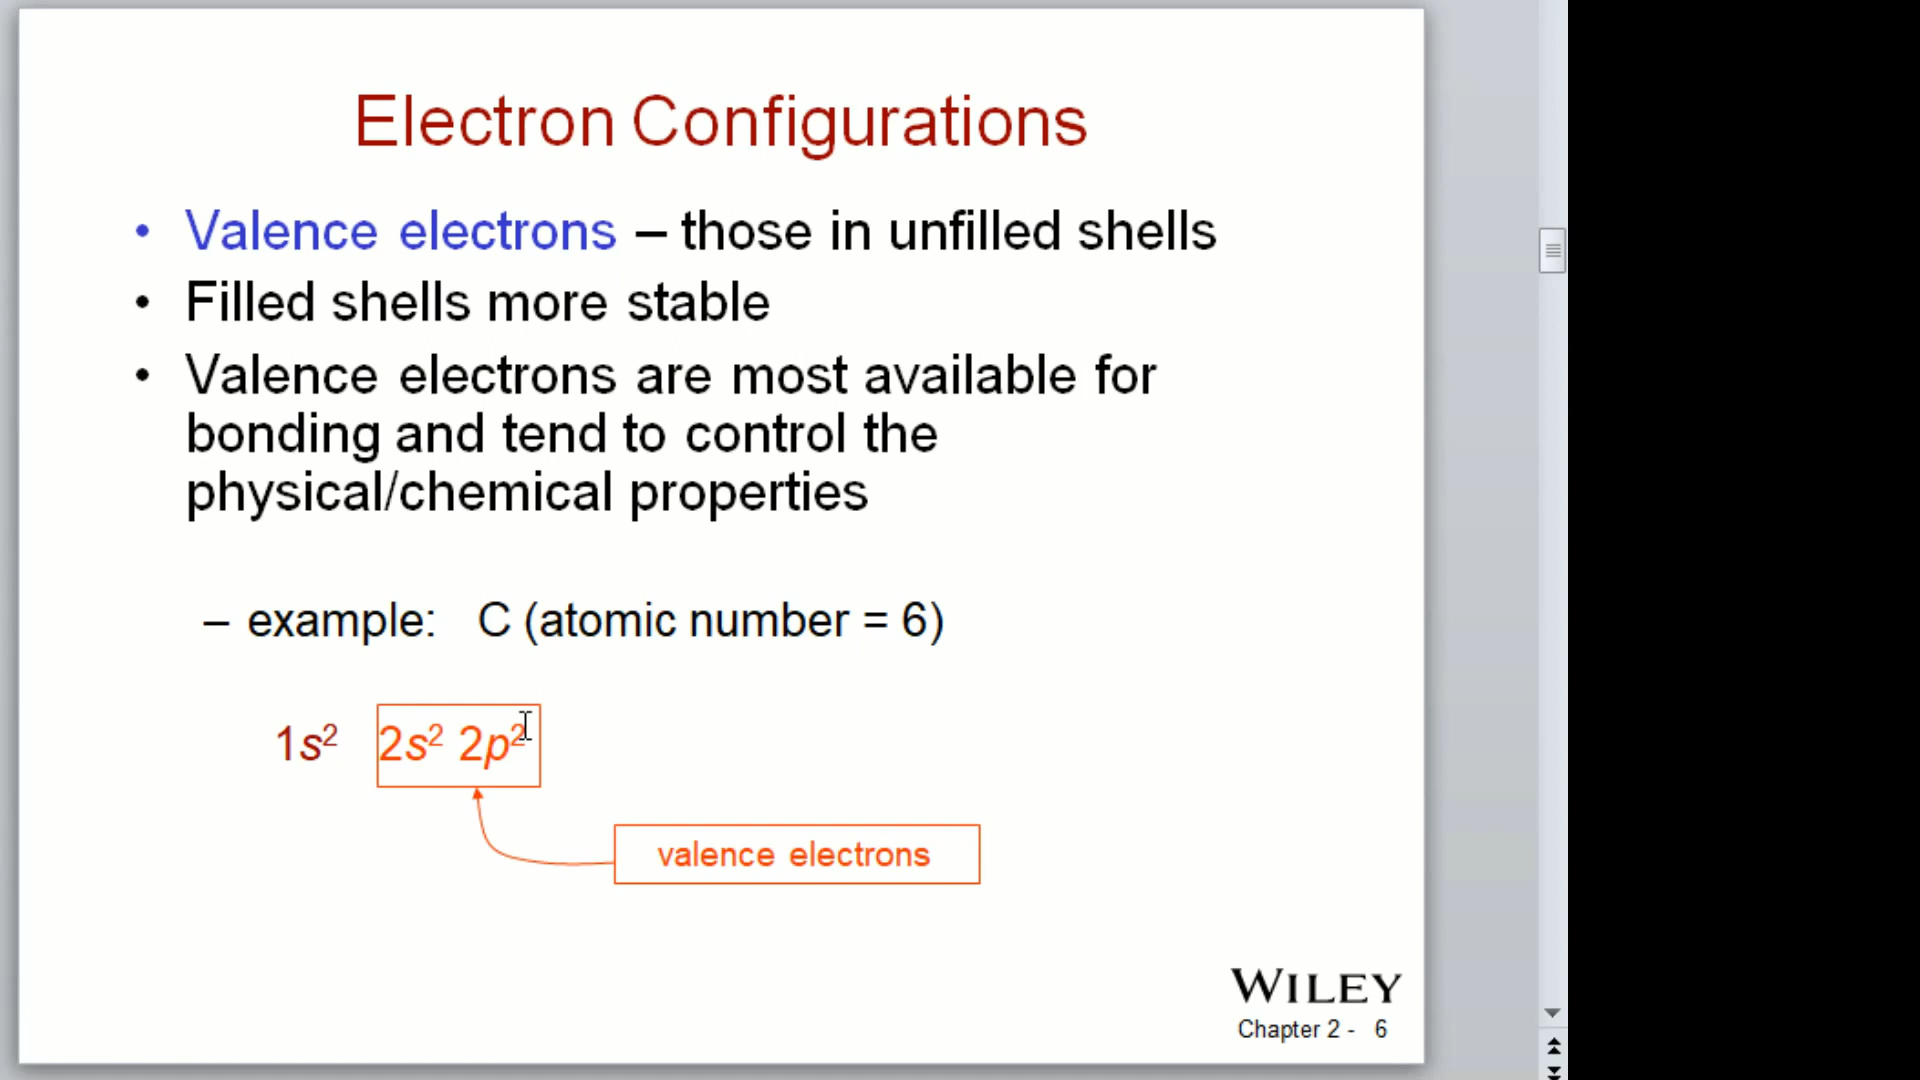 Electron Configurations
• Valence electrons – those in unfilled shells
• Filled shells more stable
• Valence electrons are most available for
bonding and tend to control the
physical/chemical properties
– example: C (atomic number = 6)
1s² 2s² 2p²
valence electrons
WILEY
Chapter 2 - 6